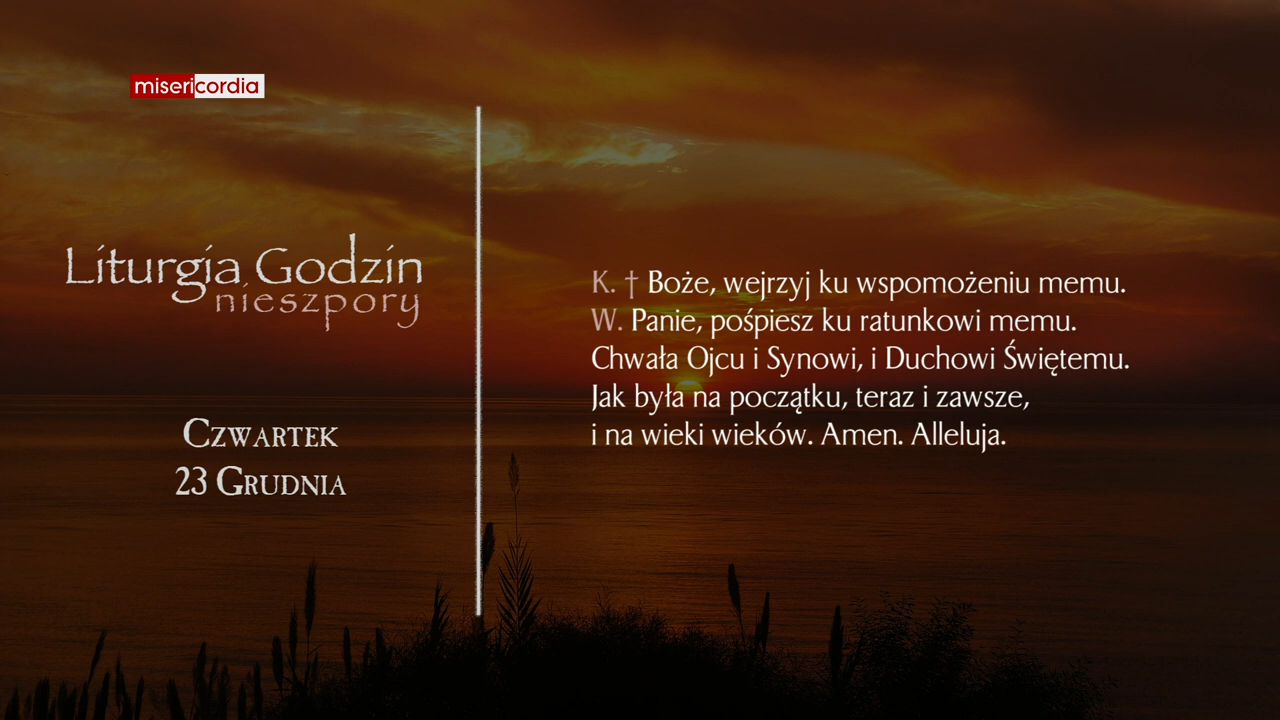 misericordia
Liturgia Godzin
nieszpory
Czwartek
23 Grudnia
K. † Boże, wejrzyj ku wspomożeniu memu.
W. Panie, pośpiesz ku ratunkowi memu.
Chwała Ojcu i Synowi, i Duchowi Świętemu.
Jak była na początku, teraz i zawsze,
i na wieki wieków. Amen. Alleluja.